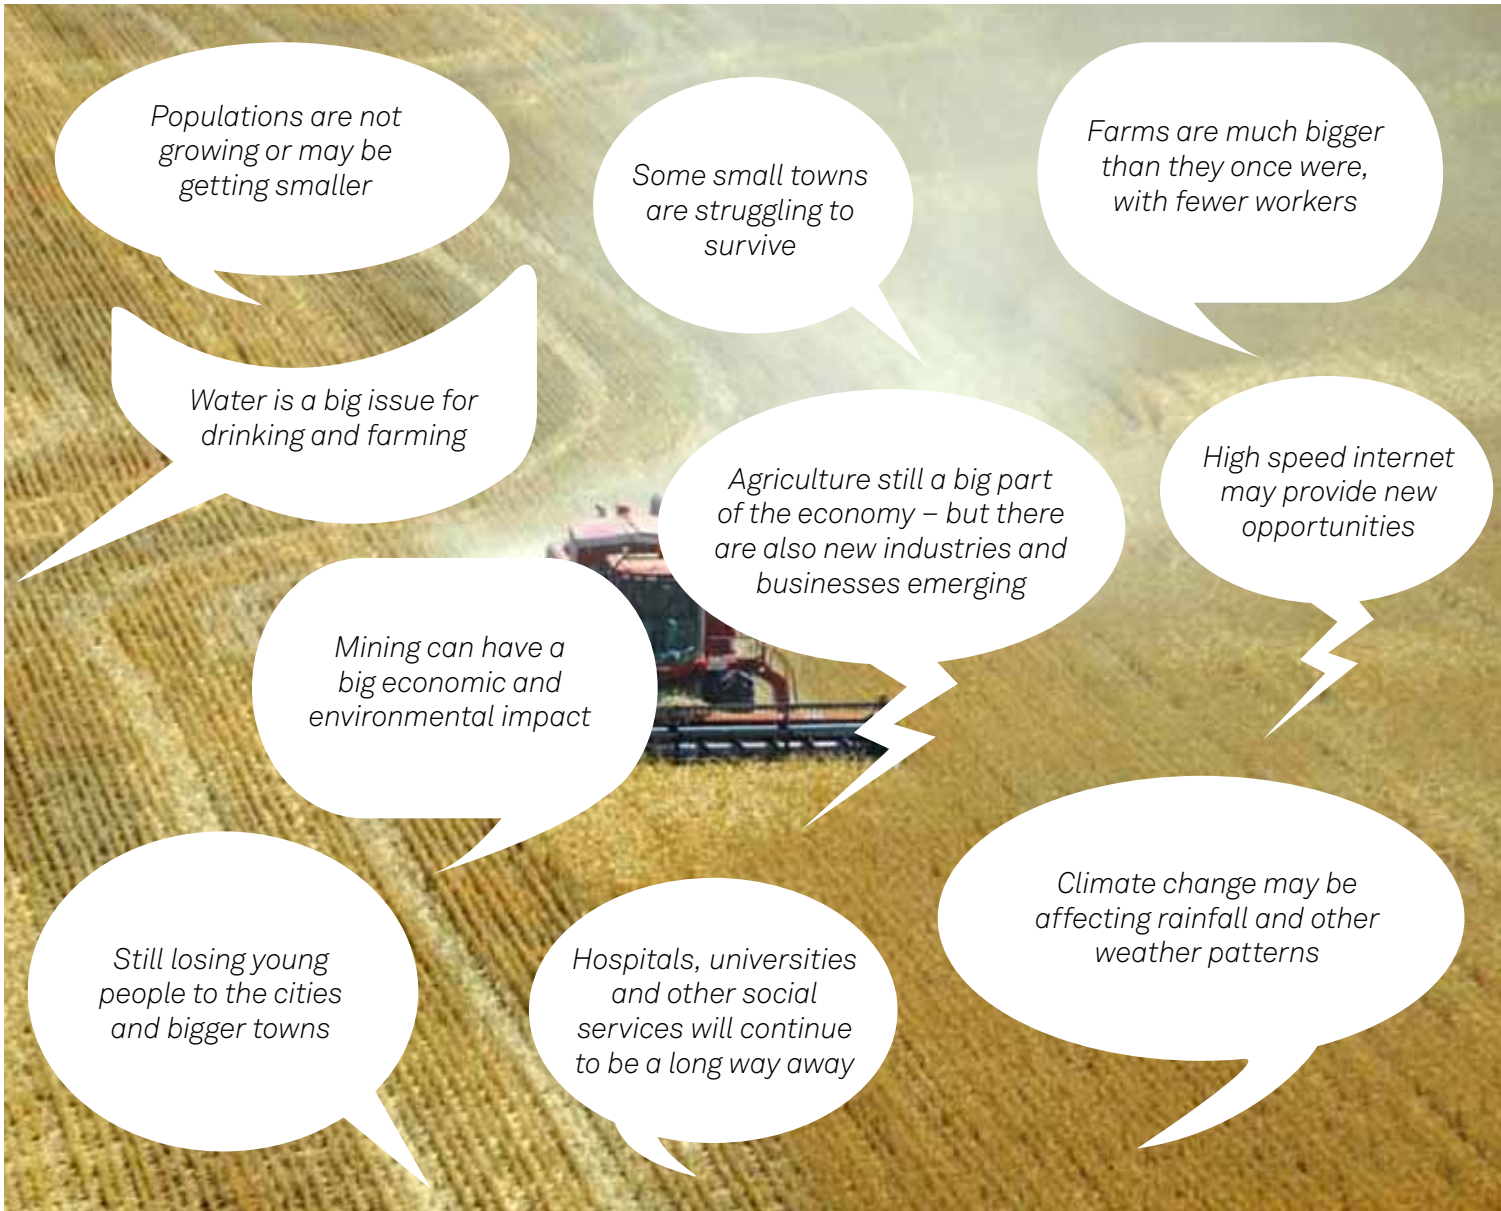 Populations are not
growing or may be
getting smaller
Some small towns
are struggling to
survive
Farms are much bigger
than they once were,
with fewer workers
Water is a big issue for
drinking and farming
Agriculture still a big part
of the economy – but there
are also new industries and
businesses emerging
High speed internet
may provide new
opportunities
Mining can have a
big economic and
environmental impact
Climate change may be
affecting rainfall and other
weather patterns
Still losing young
people to the cities
and bigger towns
Hospitals, universities
and other social
services will continue
to be a long way away